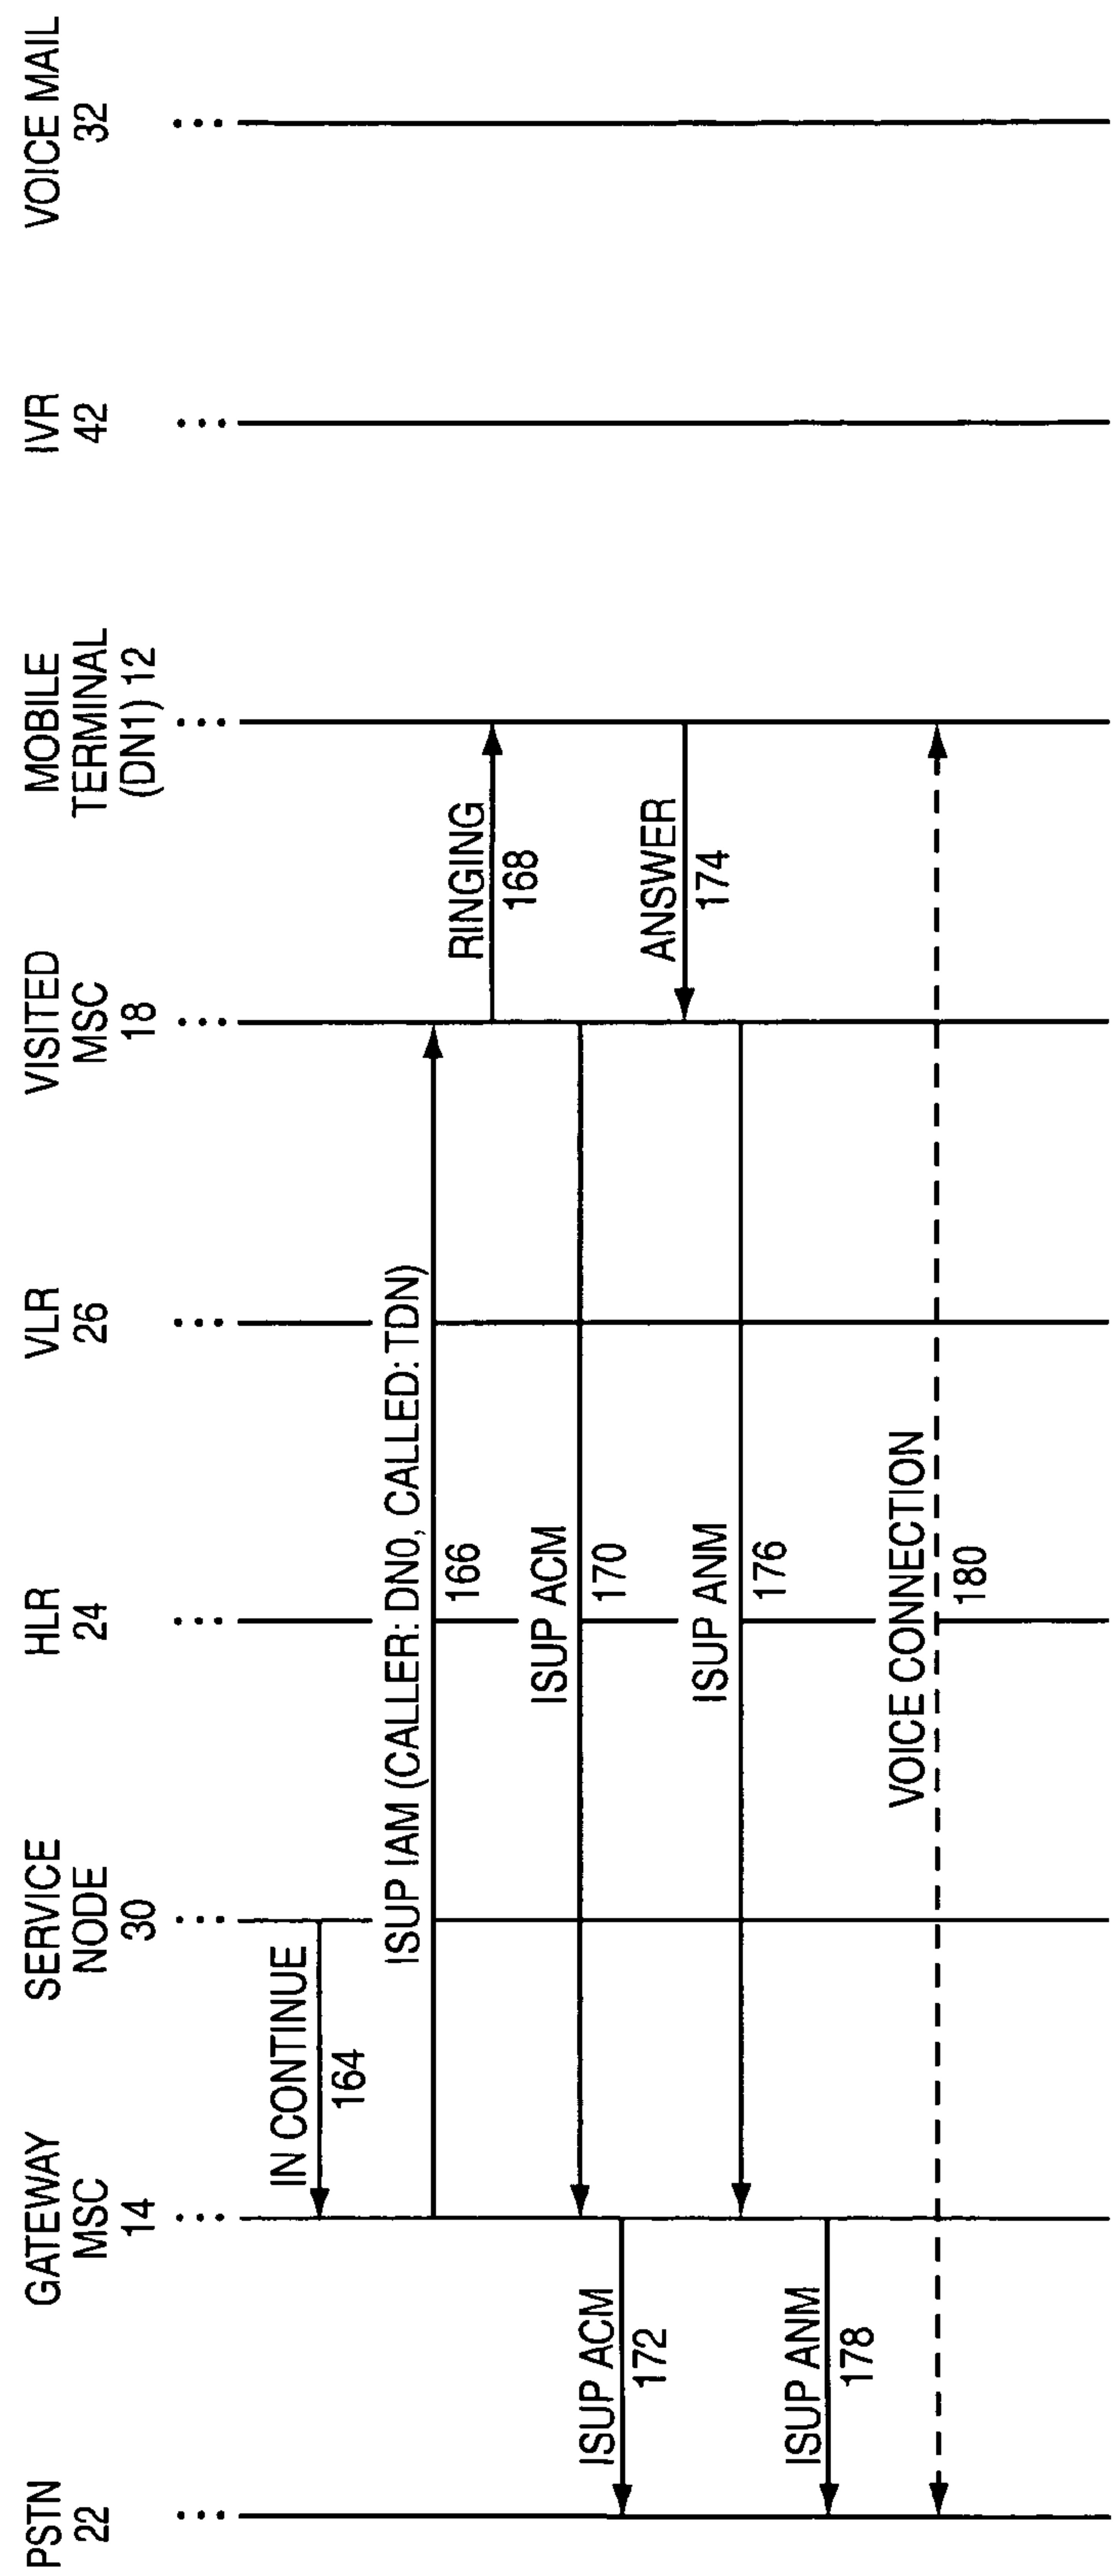 PSTN
22
GATEWAY
MSC
14
SERVICE
NODE
30
HLR
24
VLR
26
VISITED
MSC
18
MOBILE
TERMINAL
(DN1) 12
IVR
42
VOICE MAIL
32
IN CONTINUE
164
ISUP IAM (CALLER: DN0, CALLED: TDN)
166
RINGING
168
ISUP ACM
170
ISUP ACM
172
ANSWER
174
ISUP ANM
176
ISUP ANM
178
VOICE CONNECTION
180